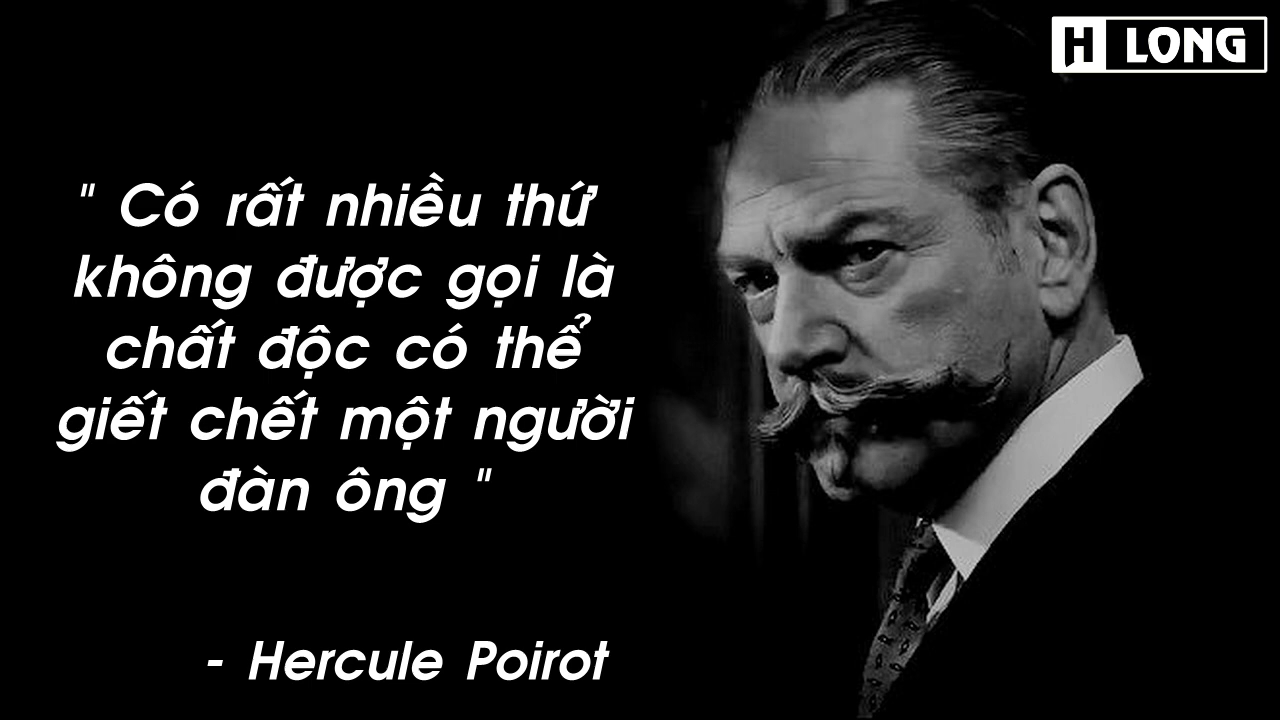 H LONG
" Có rất nhiều thứ
không được gọi là
chất độc có thể
giết chết một người
đàn ông "
- Hercule Poirot